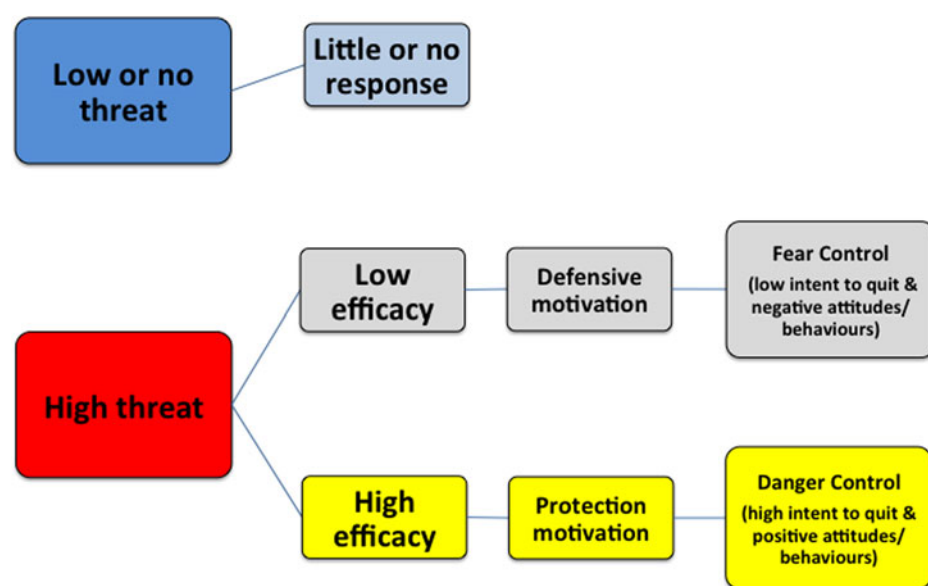 Low or no
threat
Little or no
response
High threat
Low
efficacy
Defensive
motivation
Fear Control
(low intent to quit &
negative attitudes/
behaviours)
High
efficacy
Protection
motivation
Danger Control
(high intent to quit &
positive attitudes/
behaviours)